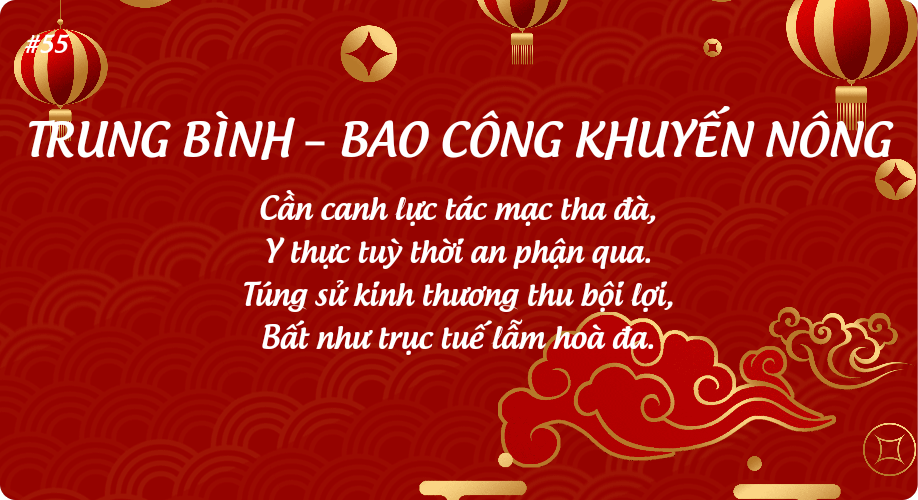 #55
TRUNG BÌNH – BAO CÔNG KHUYẾN NÔNG
Cần canh lực tác mạc tha đà,
Y thực tuỳ thời an phận qua.
Túng sử kinh thương thu bội lợi,
Bất như trục tuế lẫm hoà đa.